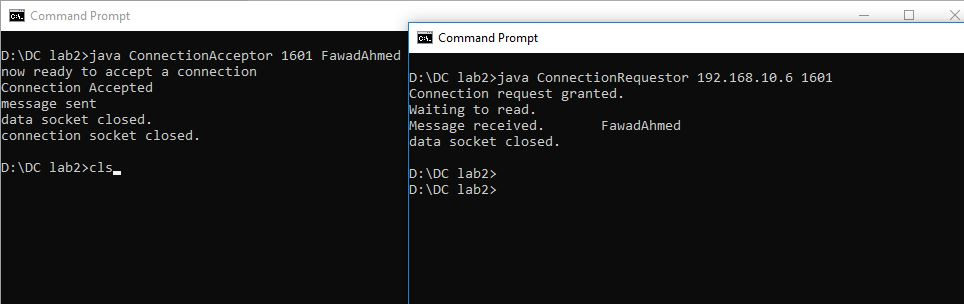 Command Prompt
D:\DC lab2>java ConnectionAcceptor 1601 FawadAhmed
now ready to accept a connection
Connection Accepted
message sent
data socket closed.
connection socket closed.
D:\DC lab2>cls
Command Prompt
D:\DC lab2>java ConnectionRequestor 192.168.10.6 1601
Connection request granted.
Waiting to read.
Message received.       FawadAhmed
data socket closed.
D:\DC lab2>
D:\DC lab2>